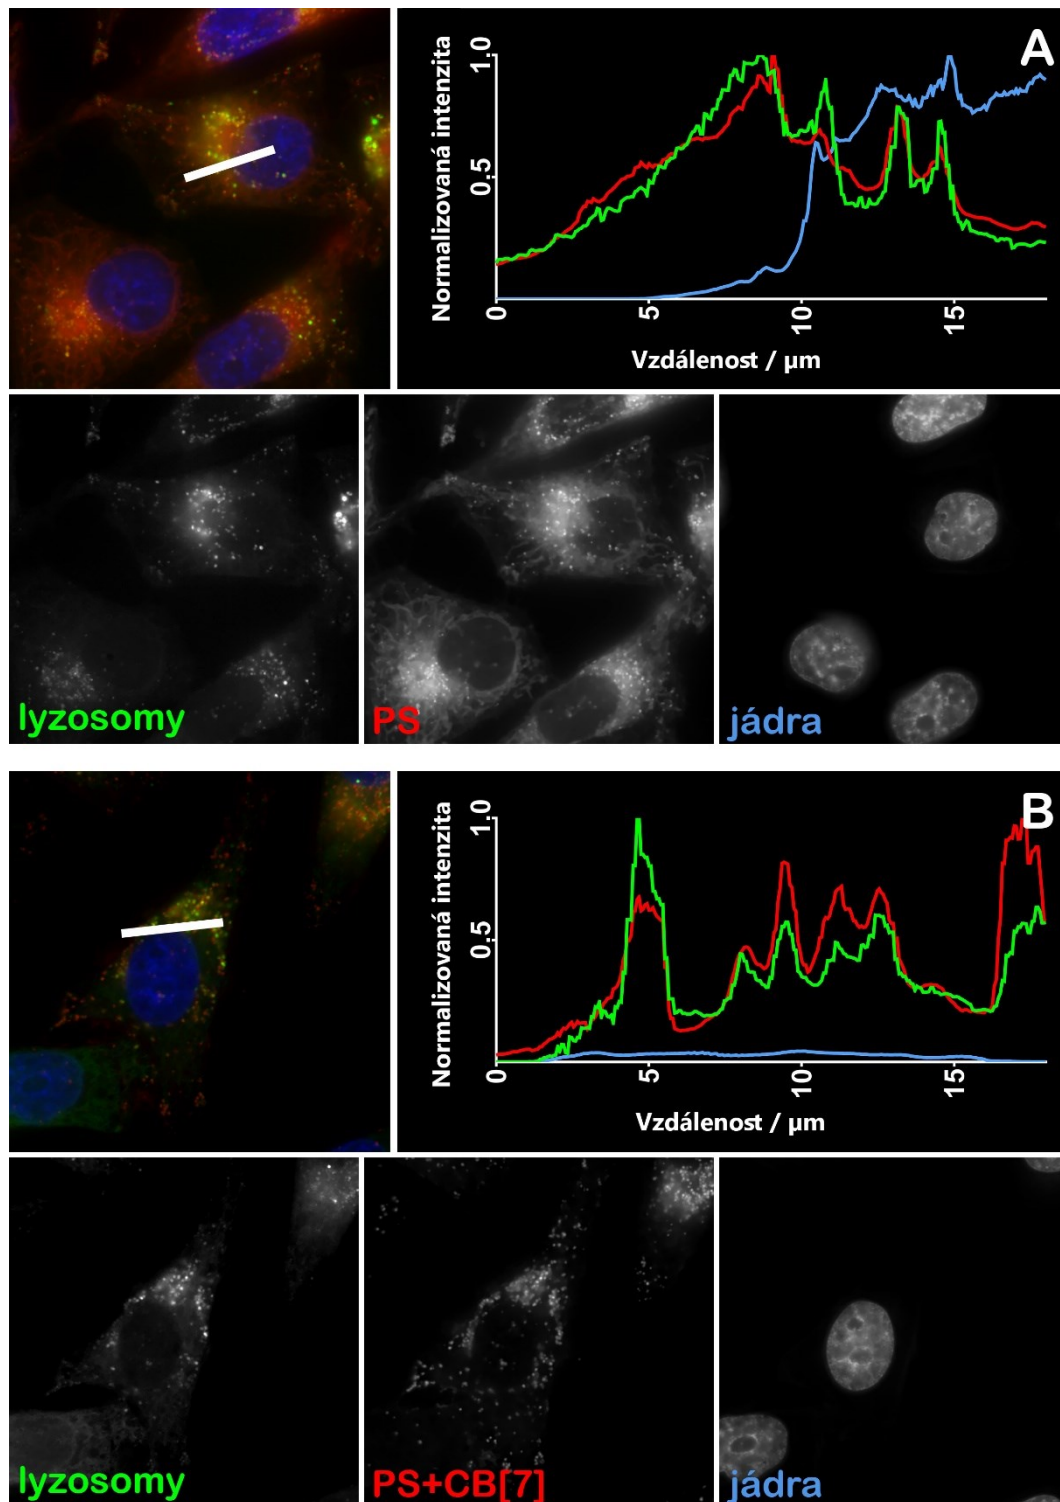 A
Normalizovaná intenzita
1.0
0.5
0
5
10
15
Vzdálenost / µm
lyzosomy
PS
jádra
B
Normalizovaná intenzita
1.0
0.5
0
5
10
15
Vzdálenost / µm
lyzosomy
PS+CB[7]
jádra